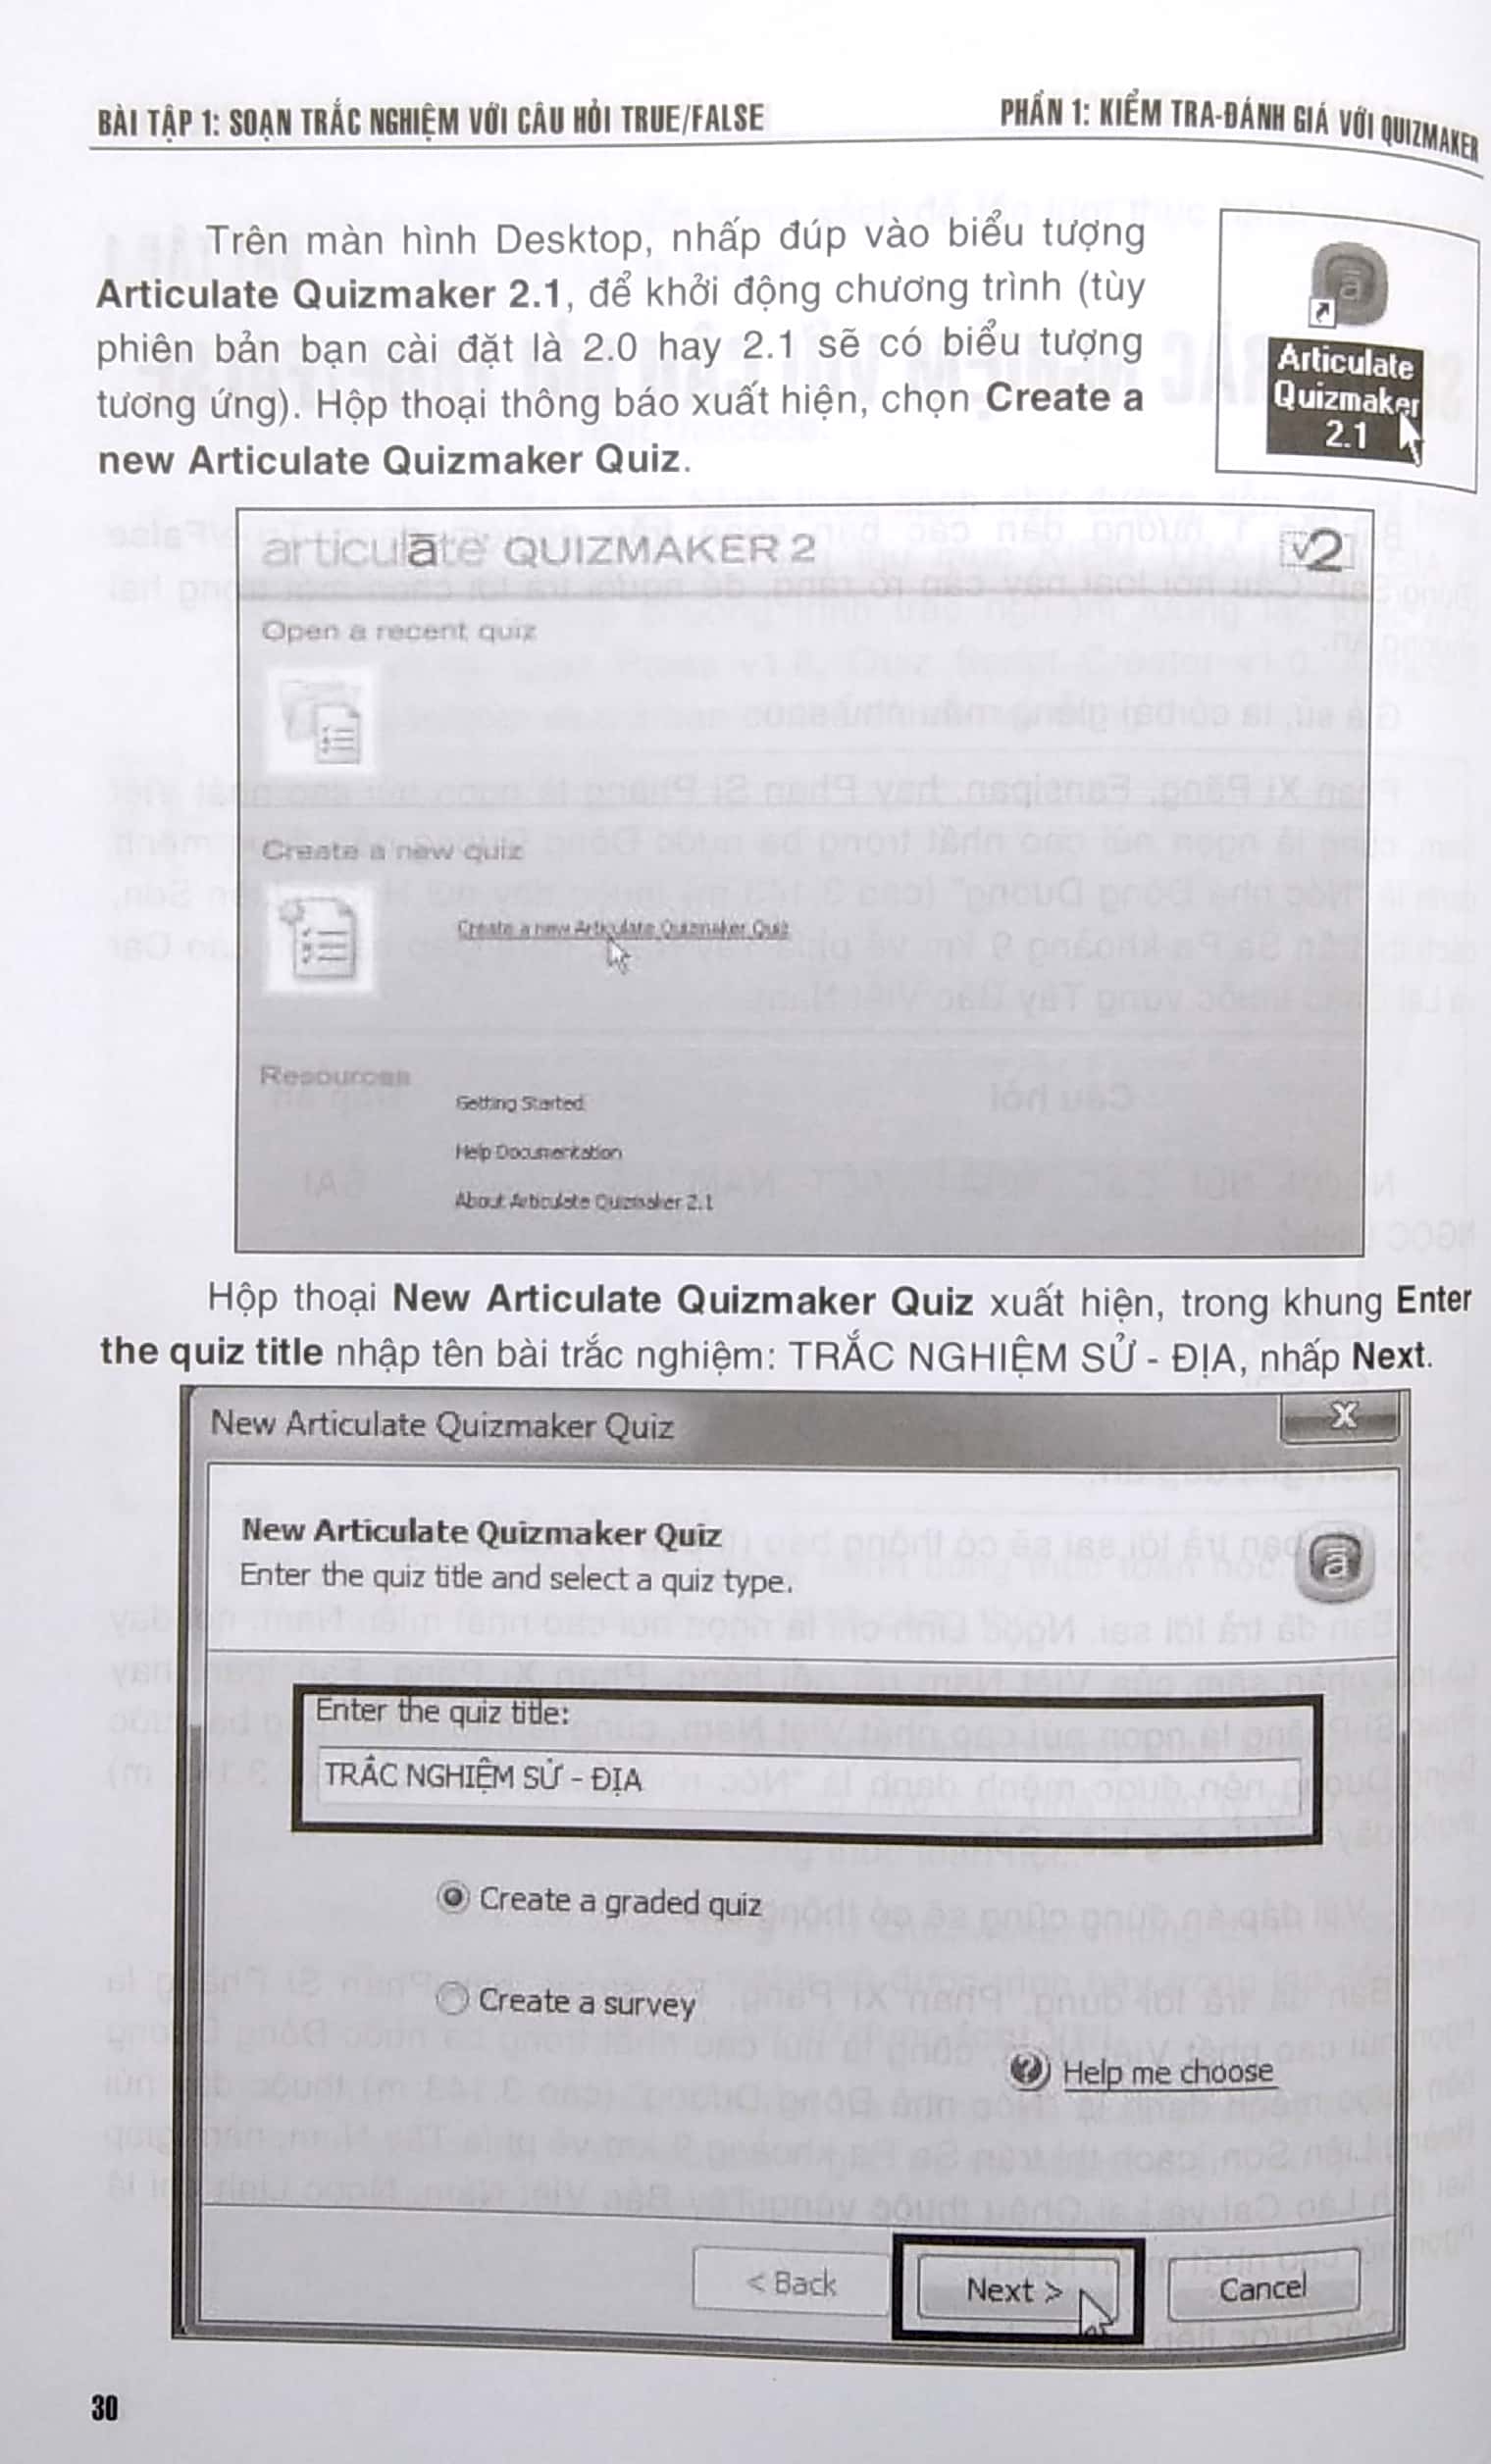 BÀI TẬP 1: SOẠN TRẮC NGHIỆM VỚI CÂU HỎI TRUE/FALSE
PHẦN 1: KIỂM TRA-ĐÁNH GIÁ VỚI QUIZMAKER
Trên màn hình Desktop, nhấp đúp vào biểu tượng
Articulate Quizmaker 2.1, để khởi động chương trình (tùy
phiên bản bạn cài đặt là 2.0 hay 2.1 sẽ có biểu tượng
tương ứng). Hộp thoại thông báo xuất hiện, chọn Create a
new Articulate Quizmaker Quiz.
a
Articulate
Quizmaker
2.1
articulāte QUIZMAKER 2
v2
Open a recent quiz
Create a new quiz
Create a new Articulate Quizmaker Quiz
Resources
Getting Started
Help Documentation
About Articulate Quizmaker 2.1
Hộp thoại New Articulate Quizmaker Quiz xuất hiện, trong khung Enter
the quiz title nhập tên bài trắc nghiệm: TRẮC NGHIỆM SỬ - ĐỊA, nhấp Next.
New Articulate Quizmaker Quiz
X
New Articulate Quizmaker Quiz
Enter the quiz title and select a quiz type.
ā
Enter the quiz title:
TRẮC NGHIỆM SỬ - ĐỊA
Create a graded quiz
Create a survey
? Help me choose
< Back
Next >
Cancel
30